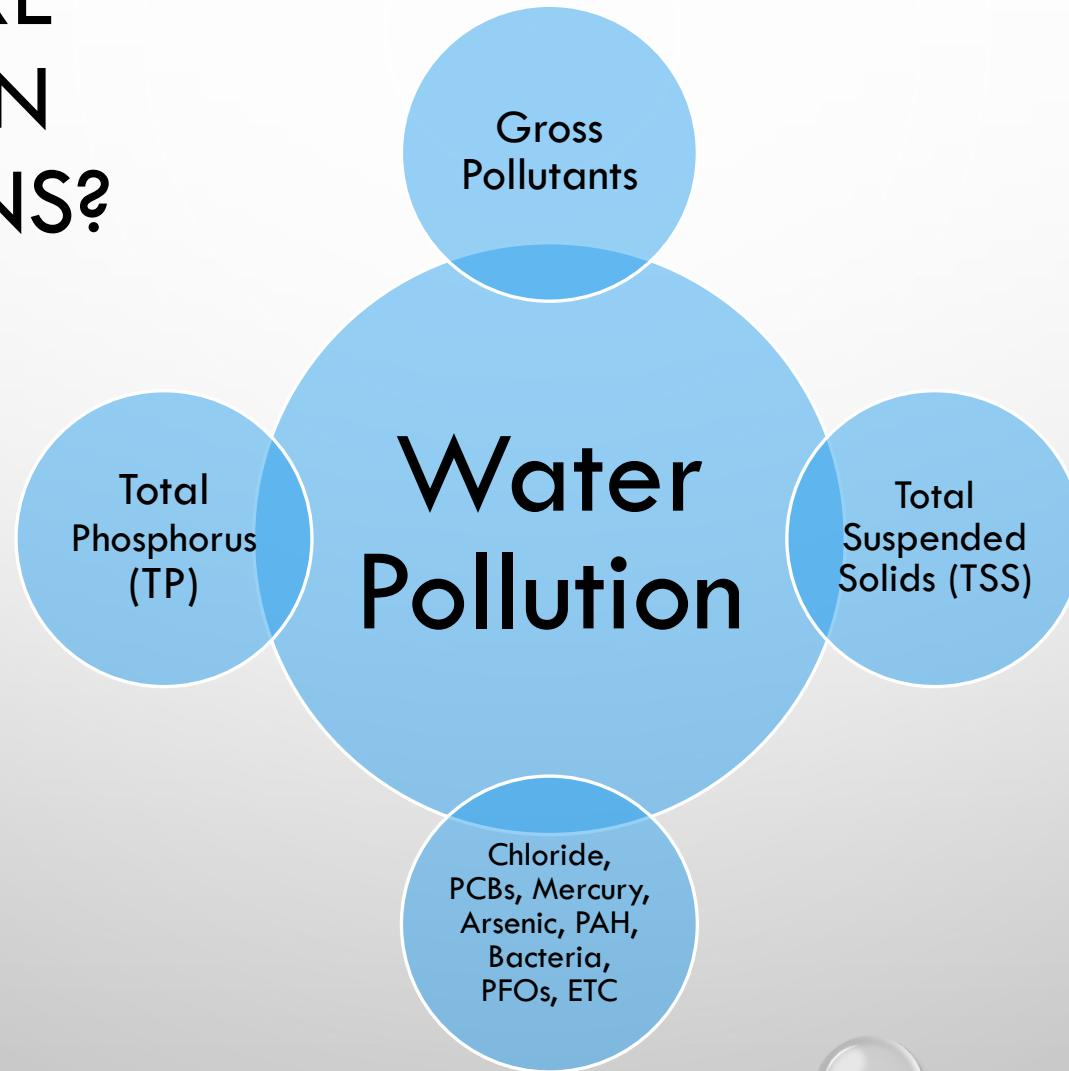 N
NS?
Gross
Pollutants
Total
Phosphorus
(TP)
Water
Pollution
Total
Suspended
Solids (TSS)
Chloride,
PCBs, Mercury,
Arsenic, PAH,
Bacteria,
PFOs, ETC